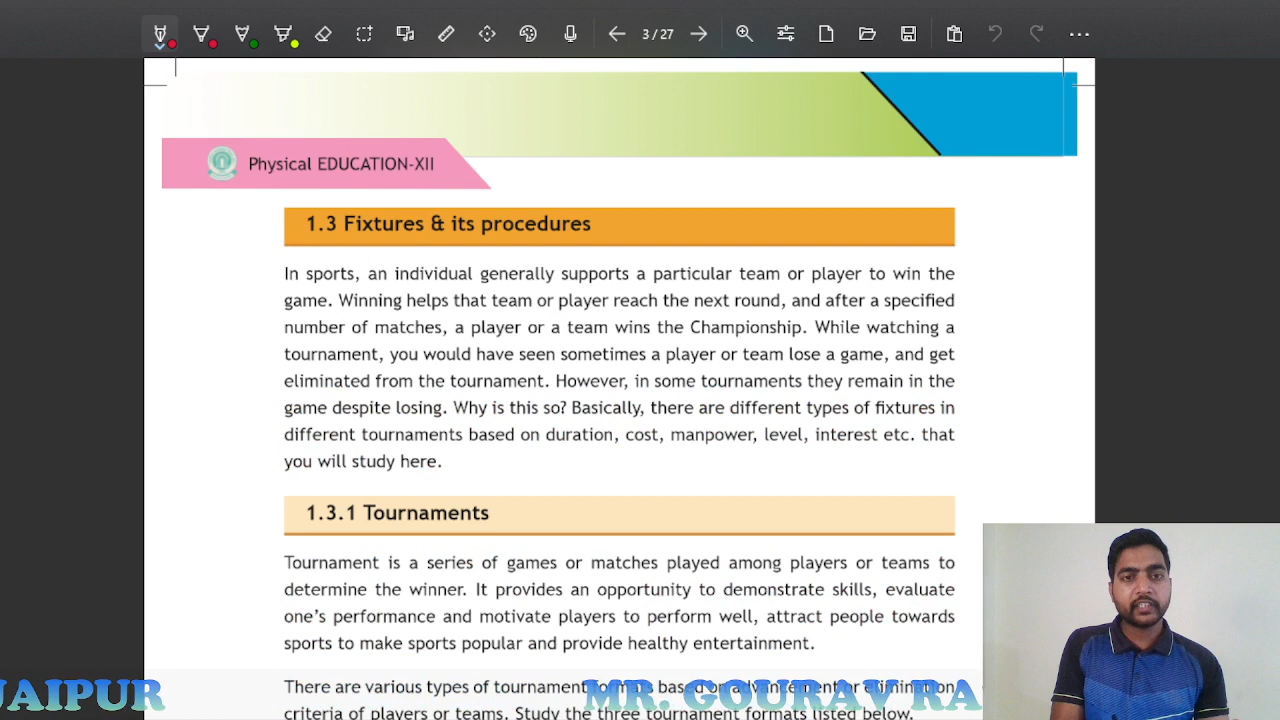 3 / 27
Physical EDUCATION-XII
1.3 Fixtures & its procedures
In sports, an individual generally supports a particular team or player to win the
game. Winning helps that team or player reach the next round, and after a specified
number of matches, a player or a team wins the Championship. While watching a
tournament, you would have seen sometimes a player or team lose a game, and get
eliminated from the tournament. However, in some tournaments they remain in the
game despite losing. Why is this so? Basically, there are different types of fixtures in
different tournaments based on duration, cost, manpower, level, interest etc. that
you will study here.
1.3.1 Tournaments
Tournament is a series of games or matches played among players or teams to
determine the winner. It provides an opportunity to demonstrate skills, evaluate
one's performance and motivate players to perform well, attract people towards
sports to make sports popular and provide healthy entertainment.
There are various types of tournament formats based on advancement or elimination
criteria of players or teams. Study the three tournament formats listed below.
JAIPUR MR. GOURAV RA